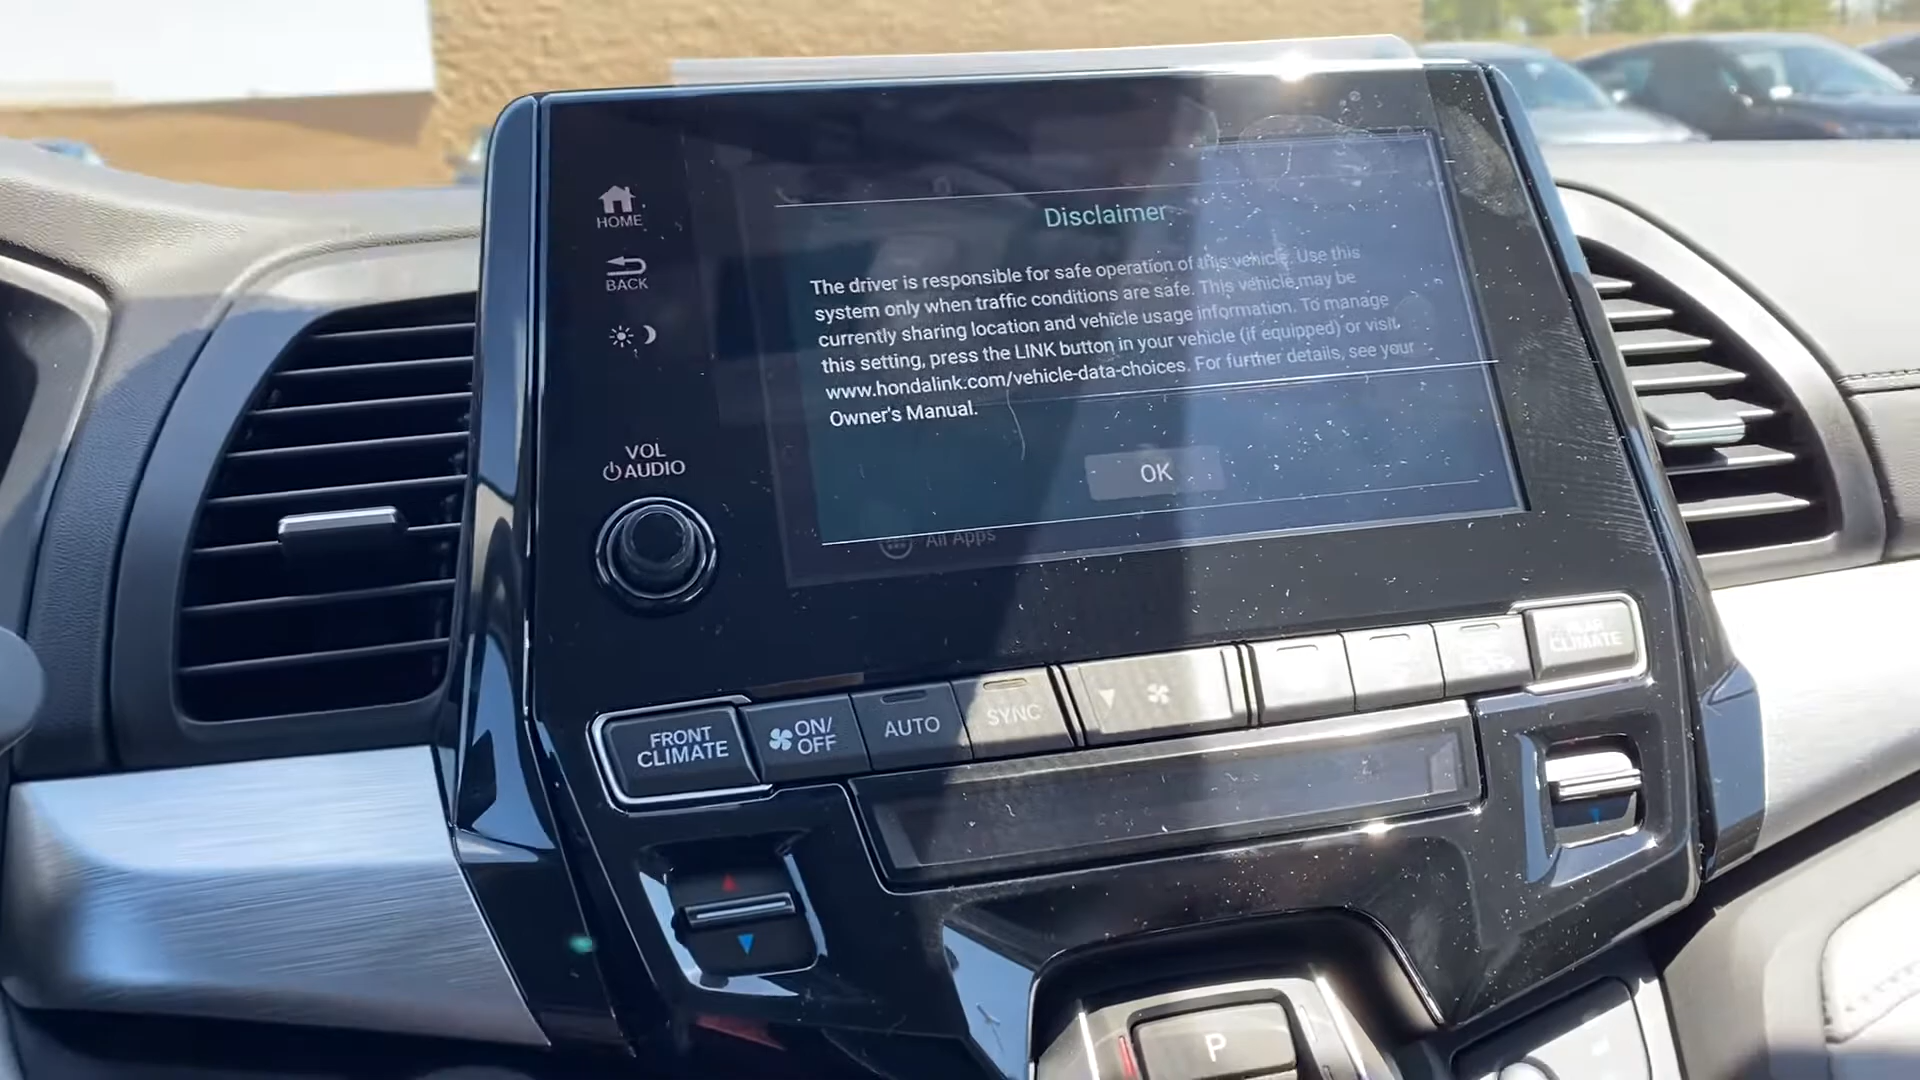 HOME
BACK
VOL
AUDIO
Disclaimer
The driver is responsible for safe operation of this vehicle. Use this
system only when traffic conditions are safe. This vehicle may be
currently sharing location and vehicle usage information. To manage
this setting, press the LINK button in your vehicle (if equipped) or visit
www.hondalink.com/vehicle-data-choices. For further details, see your
Owner's Manual.
OK
All Apps
FRONT
CLIMATE
ON/
OFF
AUTO
SYNC
REAR
CLIMATE
P